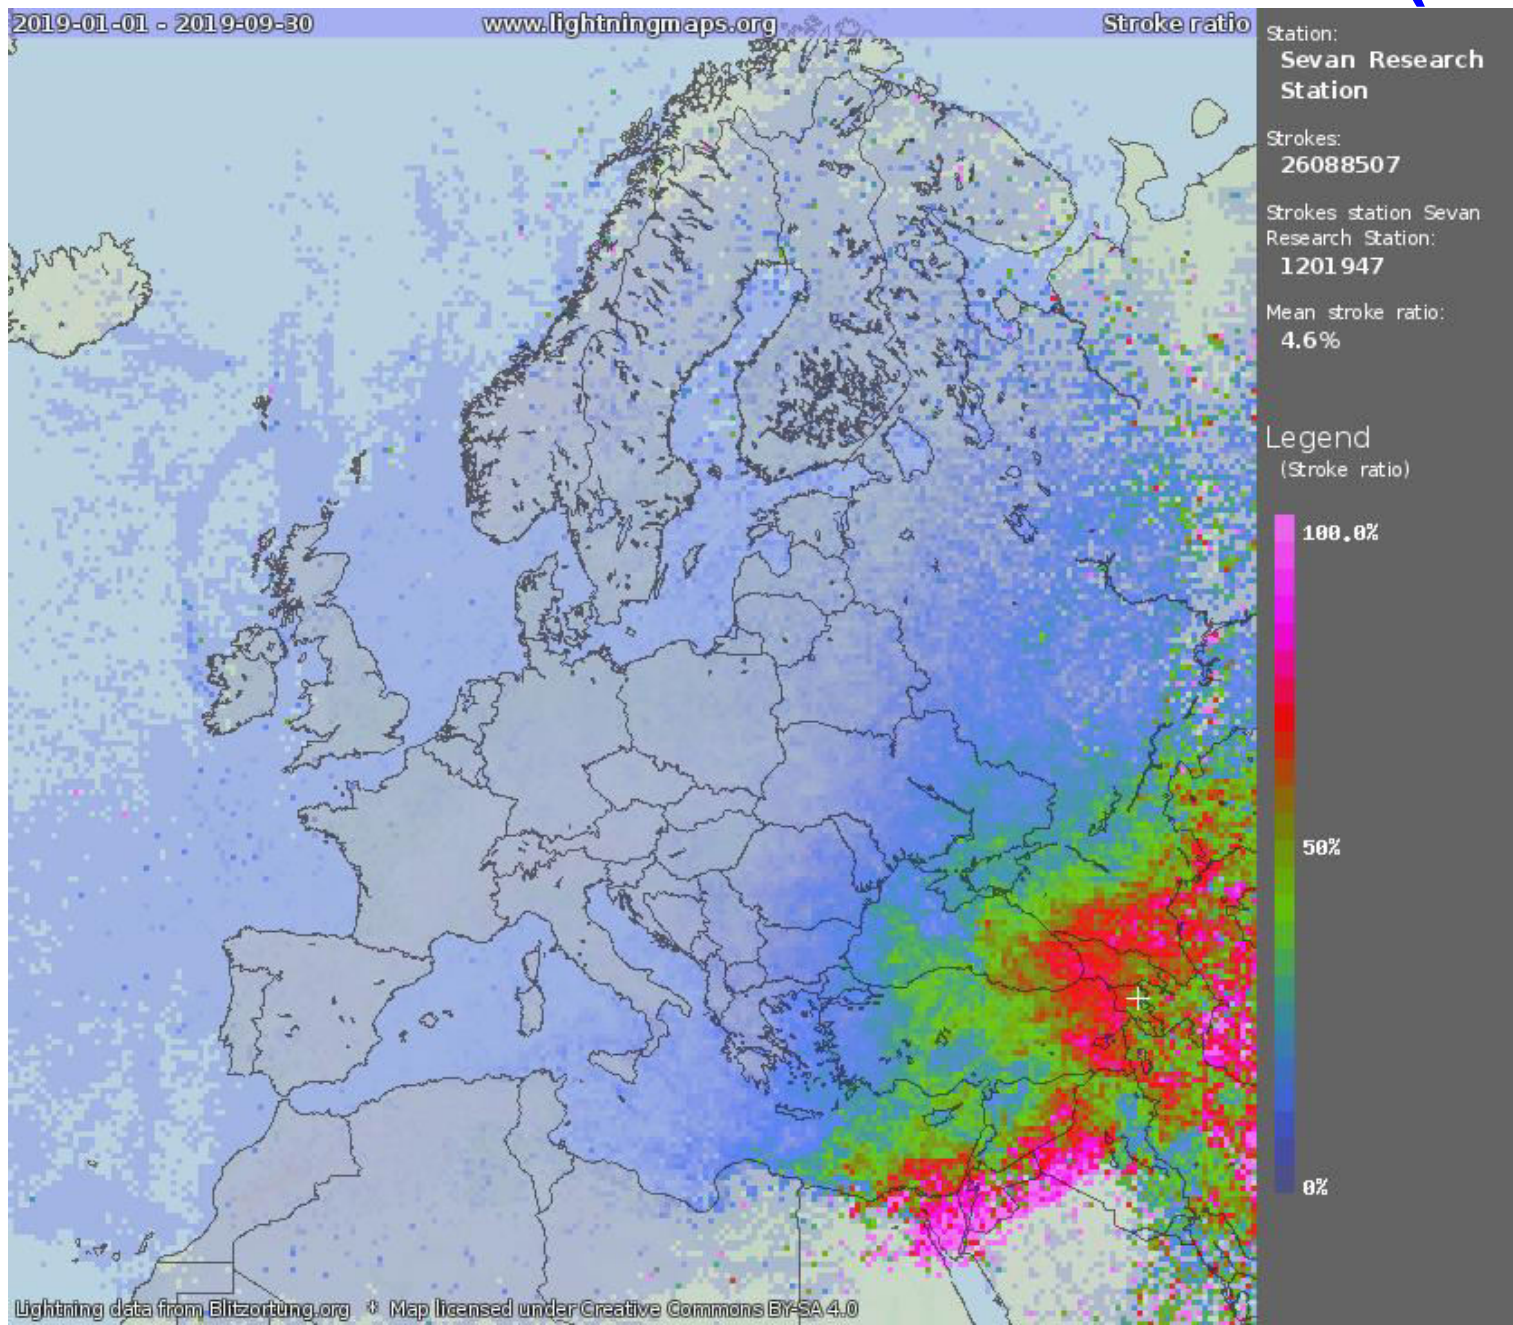 2019-01-01 - 2019-09-30
www.lightningmaps.org
Stroke ratio
Station:
Sevan Research
Station
Strokes:
26088507
Strokes station Sevan
Research Station:
1201947
Mean stroke ratio:
4.6%
Legend
(Stroke ratio)
100.0%
50%
0%
Lightning data from Blitzortung.org * Map licensed under Creative Commons BY-SA 4.0